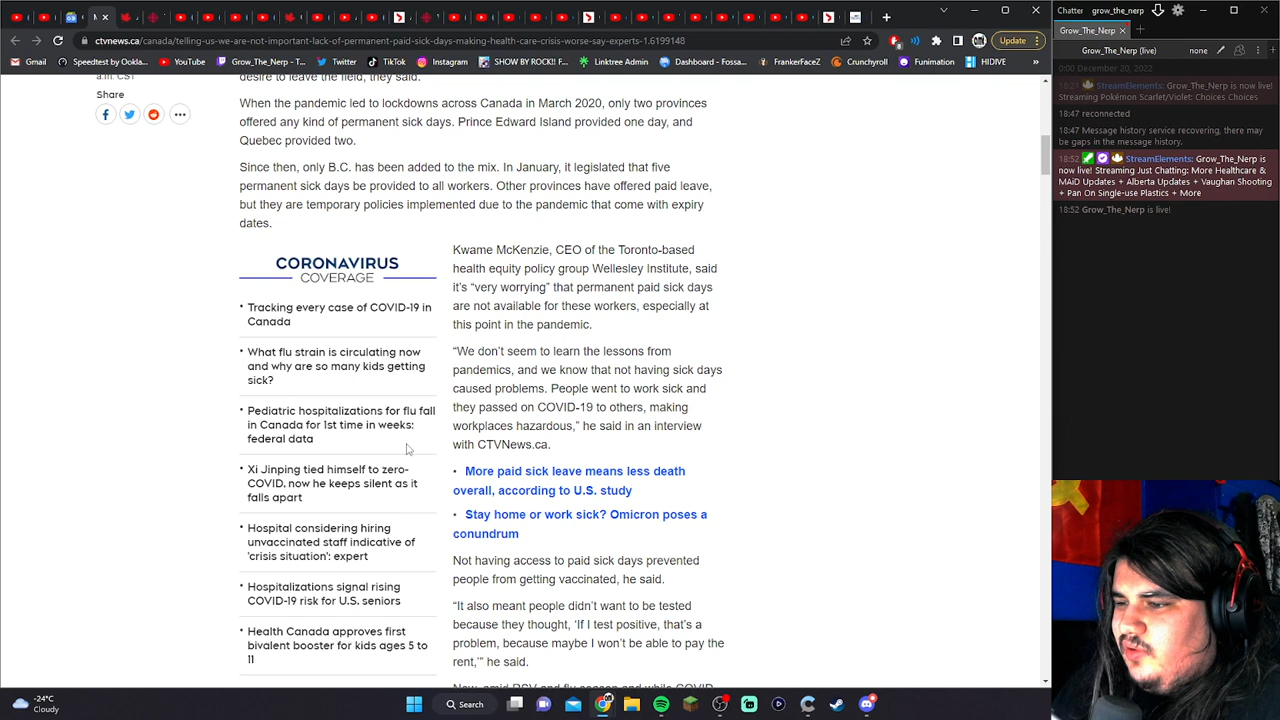 ctvnews.ca/canada/telling-us-we-are-not-important-lack-of-permanent-paid-sick-days-making-health-care-crisis-worse-say-experts-1.6199148
Update
Gmail
Speedtest by Ookla...
YouTube
Grow_The_Nerp - T...
Twitter
TikTok
Instagram
SHOW BY ROCK!! F...
Linktree Admin
Dashboard - Fossa...
FrankerFaceZ
Crunchyroll
Funimation
HIDIVE
desire to leave the field, they said.
Share
When the pandemic led to lockdowns across Canada in March 2020, only two provinces
offered any kind of permanent sick days. Prince Edward Island provided one day, and
Quebec provided two.
Since then, only B.C. has been added to the mix. In January, it legislated that five
permanent sick days be provided to all workers. Other provinces have offered paid leave,
but they are temporary policies implemented due to the pandemic that come with expiry
dates.
CORONAVIRUS
COVERAGE
• Tracking every case of COVID-19 in
Canada
• What flu strain is circulating now
and why are so many kids getting
sick?
• Pediatric hospitalizations for flu fall
in Canada for 1st time in weeks:
federal data
• Xi Jinping tied himself to zero-
COVID, now he keeps silent as it
falls apart
• Hospital considering hiring
unvaccinated staff indicative of
'crisis situation': expert
• Hospitalizations signal rising
COVID-19 risk for U.S. seniors
• Health Canada approves first
bivalent booster for kids ages 5 to
11
Kwame McKenzie, CEO of the Toronto-based
health equity policy group Wellesley Institute, said
it's “very worrying” that permanent paid sick days
are not available for these workers, especially at
this point in the pandemic.
“We don't seem to learn the lessons from
pandemics, and we know that not having sick days
caused problems. People went to work sick and
they passed on COVID-19 to others, making
workplaces hazardous,” he said in an interview
with CTVNews.ca.
• More paid sick leave means less death
overall, according to U.S. study
• Stay home or work sick? Omicron poses a
conundrum
Not having access to paid sick days prevented
people from getting vaccinated, he said.
“It also meant people didn't want to be tested
because they thought, ‘If I test positive, that's a
problem, because maybe I won't be able to pay the
rent,’” he said.
Now, amid RSV and flu season and while COVID
Chatter
grow_the_nerp
Grow_The_Nerp
Grow_The_Nerp (live)
none
0:00 December 20, 2022
18:21 StreamElements: Grow_The_Nerp is
now live! Streaming Pokémon Scarlet/Violet: Choices Choices
18:47 reconnected
18:47 Message history service recovering, there may
be gaps in the message history.
18:52 StreamElements: Grow_The_Nerp is
now live! Streaming Just Chatting: More Healthcare &
MAiD Updates + Alberta Updates + Vaughan Shooting
+ Pan On Single-use Plastics + More
18:52 Grow_The_Nerp is live!
-24°C
Cloudy
Search